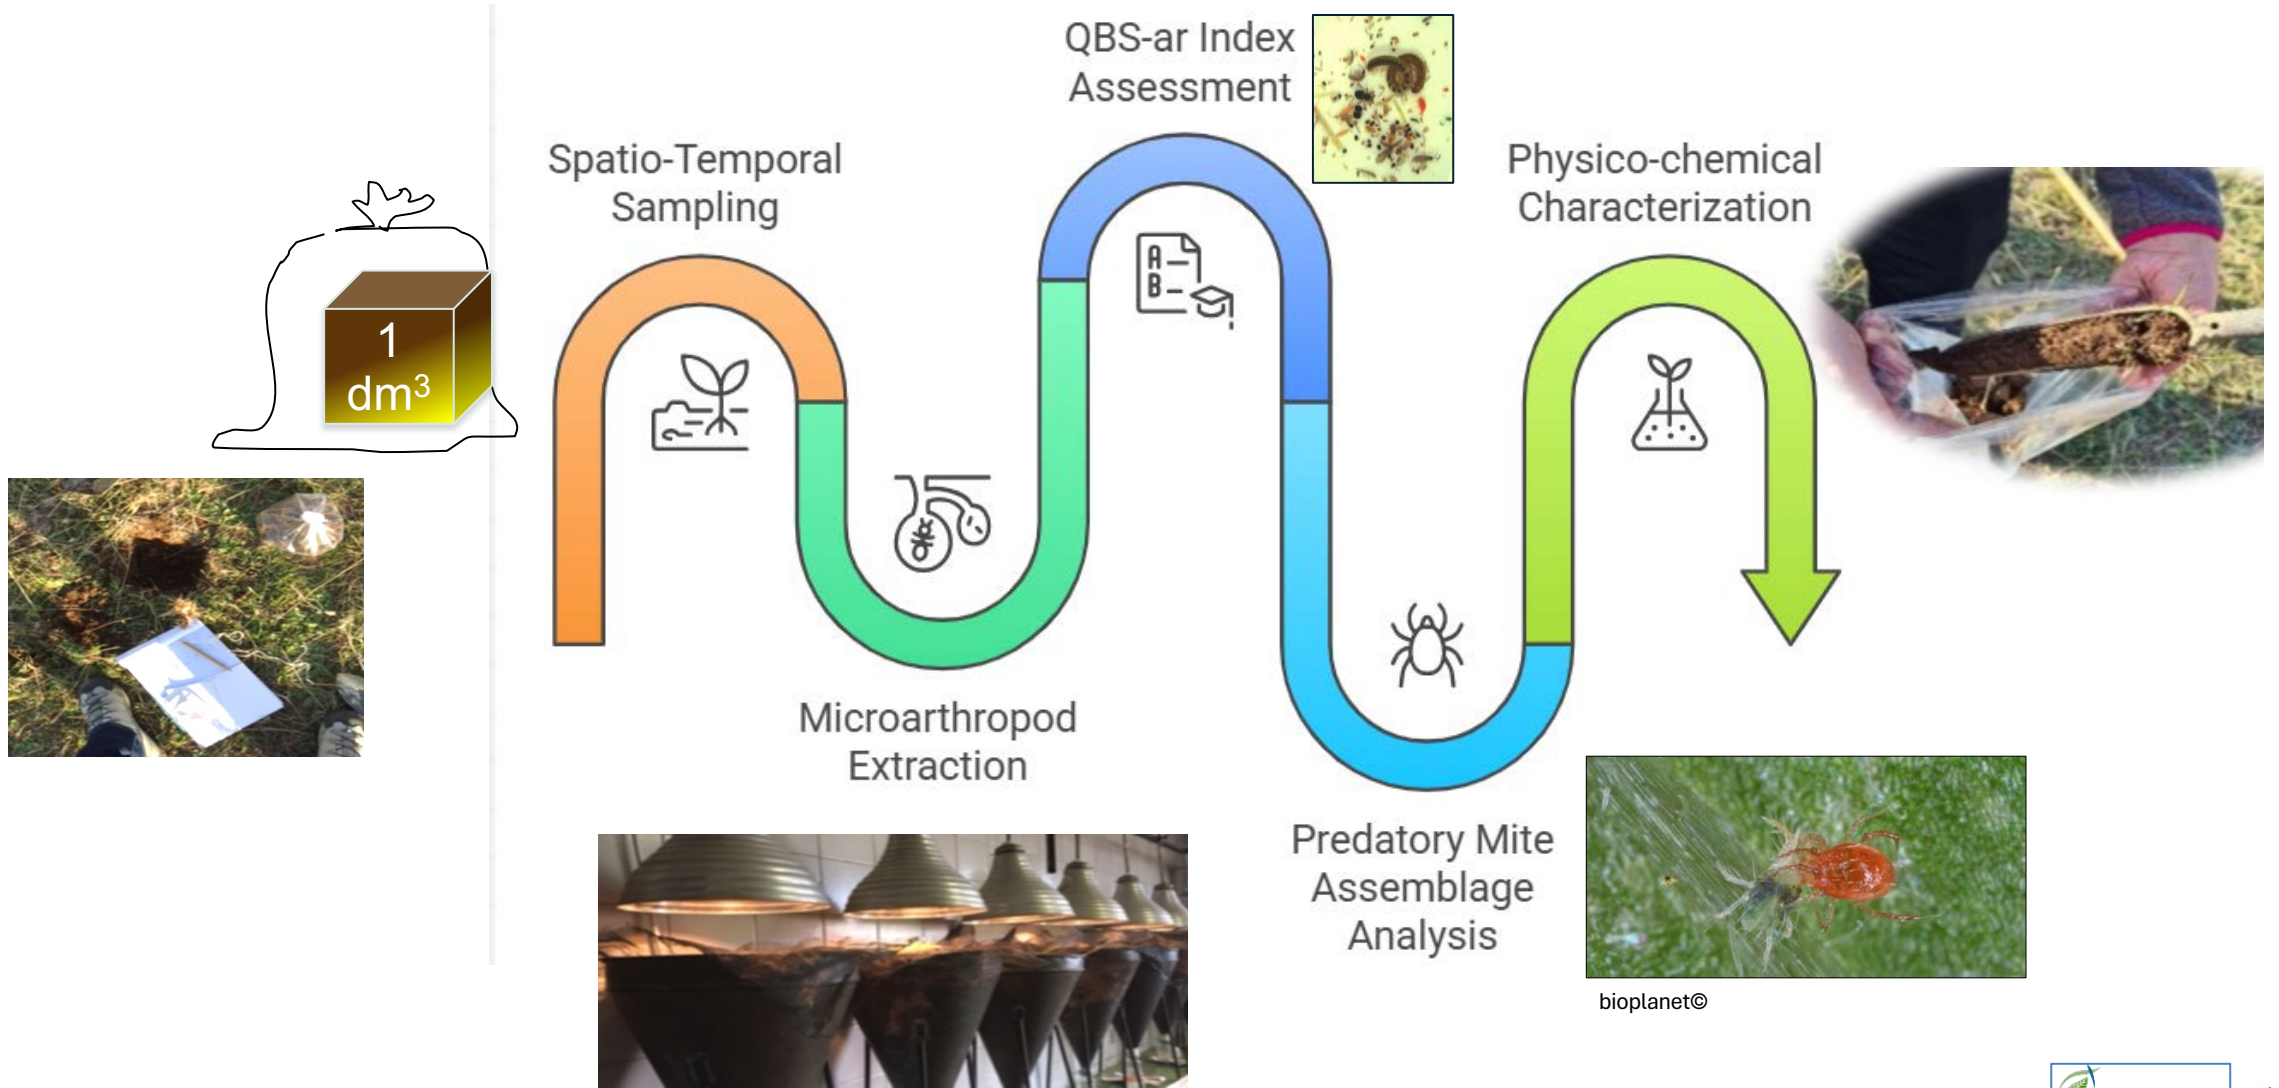 QBS-ar Index
Assessment
Spatio-Temporal
Sampling
Physico-chemical
Characterization
1
dm³
A
B
Microarthropod
Extraction
Predatory Mite
Assemblage
Analysis
bioplanet©